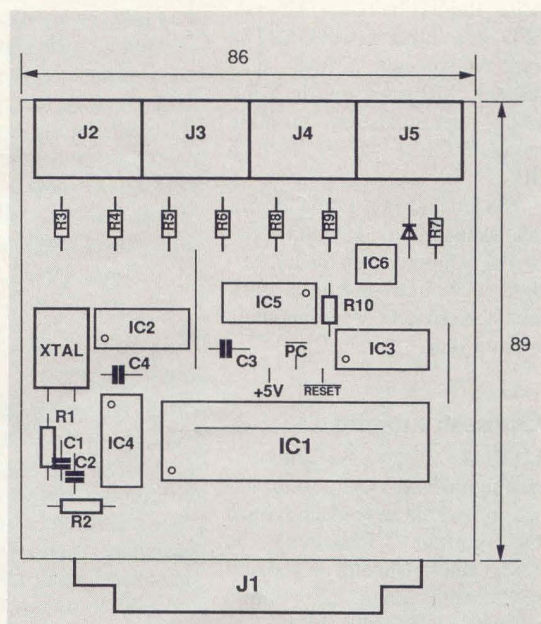 86
J2 J3 J4 J5
R3 R4 R5 R6 R8 R9 R7
IC6
IC5 R10
IC2
XTAL C4 C3 PC IC3 89
+5V RESET
R1
C1 C2 IC4 IC1
R2
J1